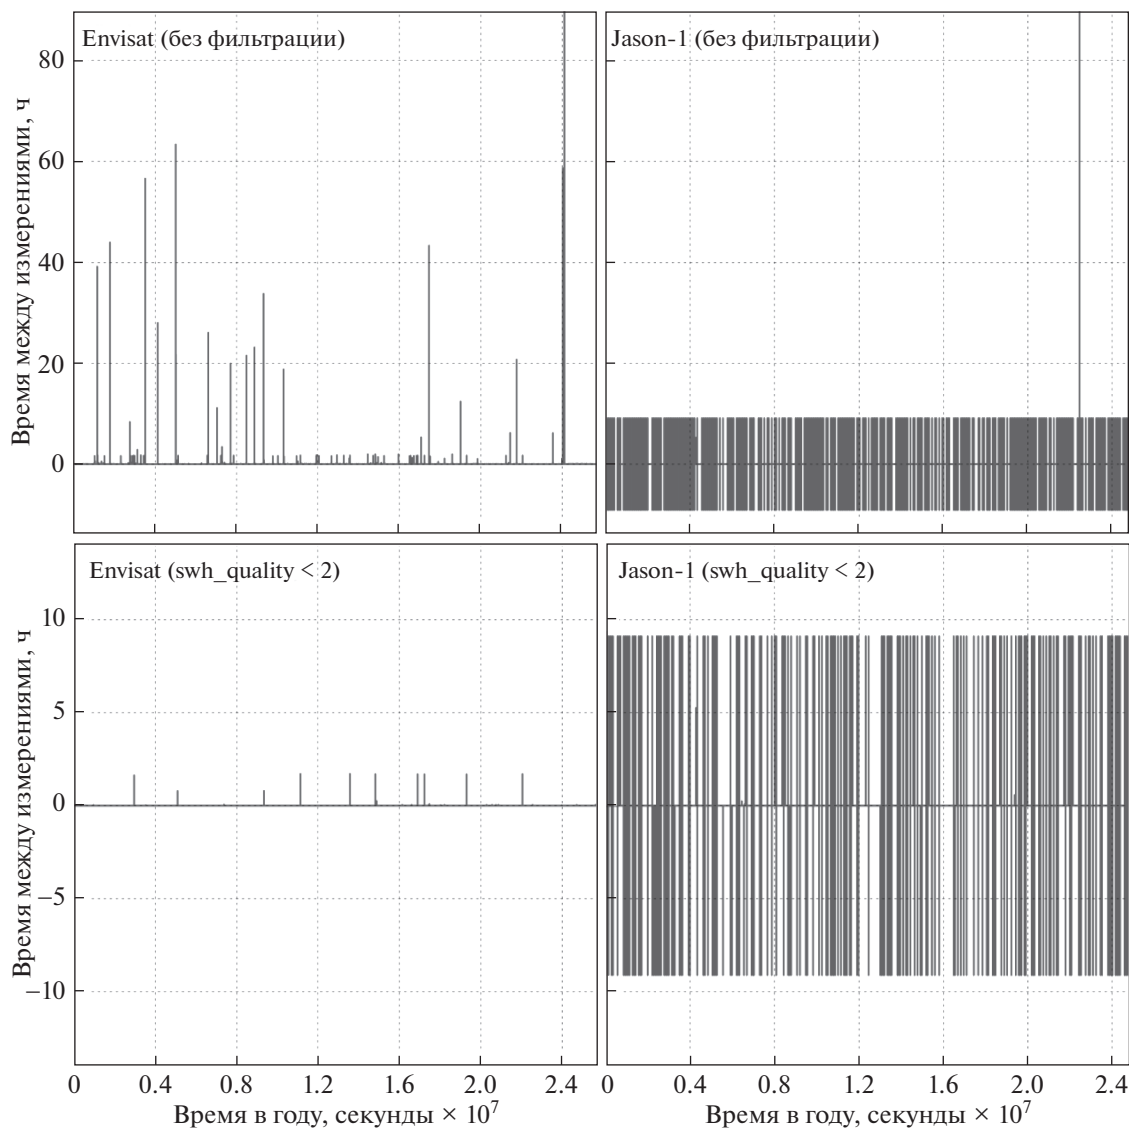 Envisat (без фильтрации)
Jason-1 (без фильтрации)
Время между измерениями, ч
80
60
40
20
0
Envisat (swh_quality < 2)
Jason-1 (swh_quality < 2)
Время между измерениями, ч
10
5
0
−5
−10
0 0.4 0.8 1.2 1.6 2.0 2.4
0 0.4 0.8 1.2 1.6 2.0 2.4
Время в году, секунды × 10⁷
Время в году, секунды × 10⁷